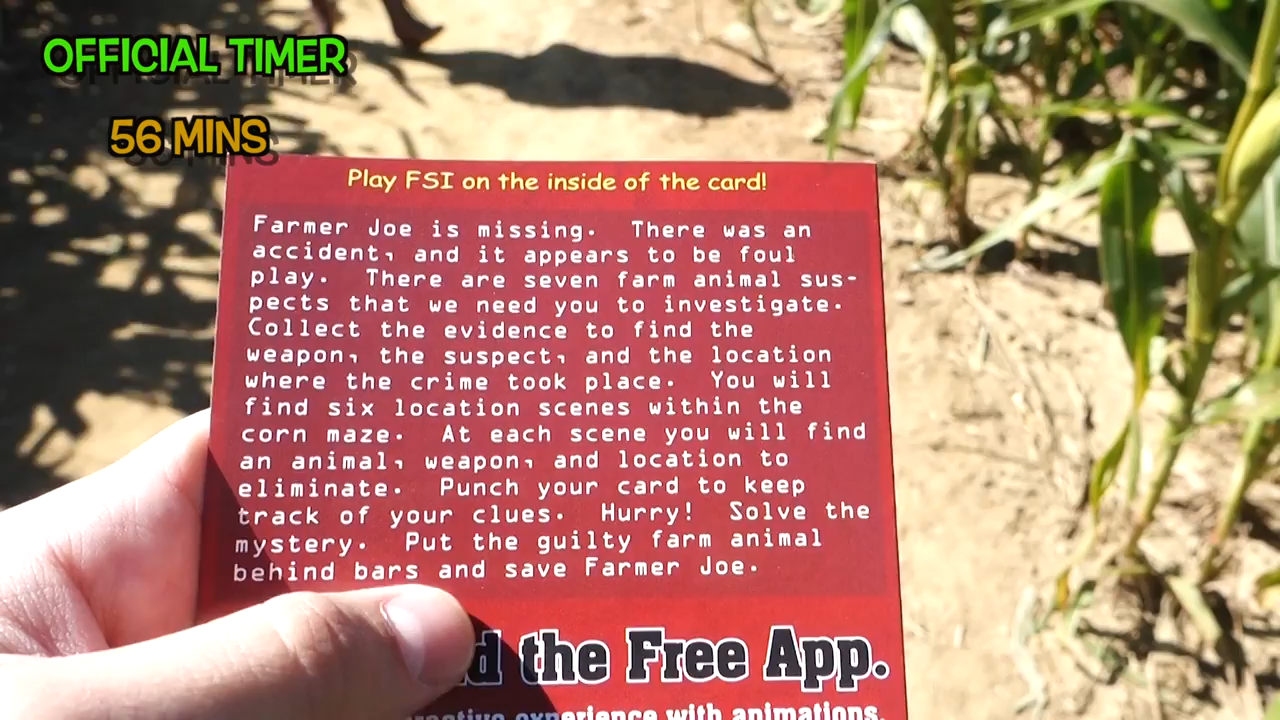 OFFICIAL TIMER
56 MINS
Play FSI on the inside of the card!
Farmer Joe is missing. There was an
accident, and it appears to be foul
play. There are seven farm animal sus-
pects that we need you to investigate.
Collect the evidence to find the
weapon, the suspect, and the location
where the crime took place. You will
find six location scenes within the
corn maze. At each scene you will find
an animal, weapon, and location to
eliminate. Punch your card to keep
track of your clues. Hurry! Solve the
mystery. Put the guilty farm animal
behind bars and save Farmer Joe.
the Free App.
experience with animations.